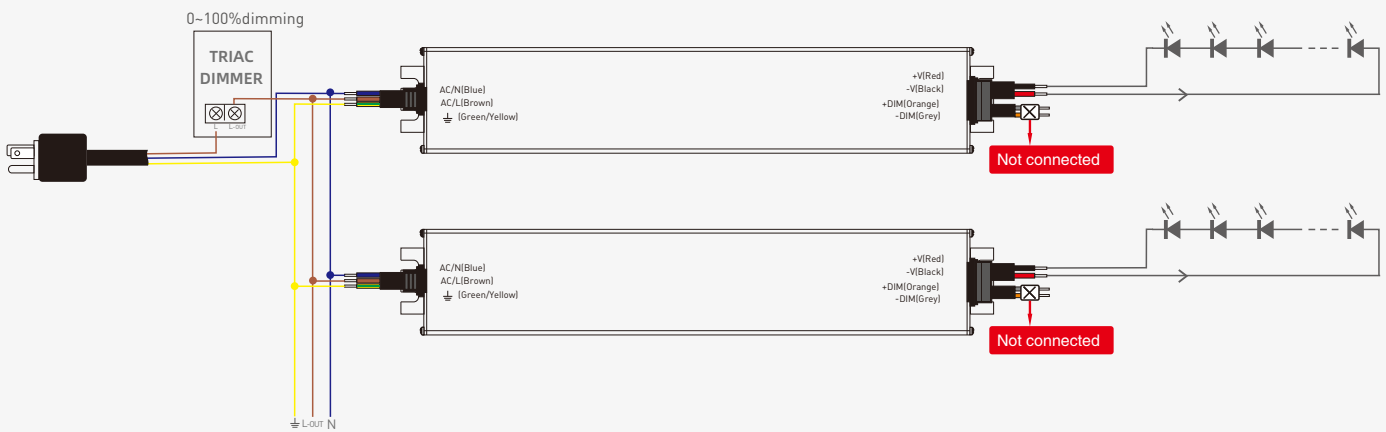 0~100%dimming
TRIAC
DIMMER
L L-OUT
AC/N(Blue)
AC/L(Brown)
(Green/Yellow)
+V(Red)
-V(Black)
+DIM(Orange)
-DIM(Grey)
Not connected
AC/N(Blue)
AC/L(Brown)
(Green/Yellow)
+V(Red)
-V(Black)
+DIM(Orange)
-DIM(Grey)
Not connected
L-OUT N